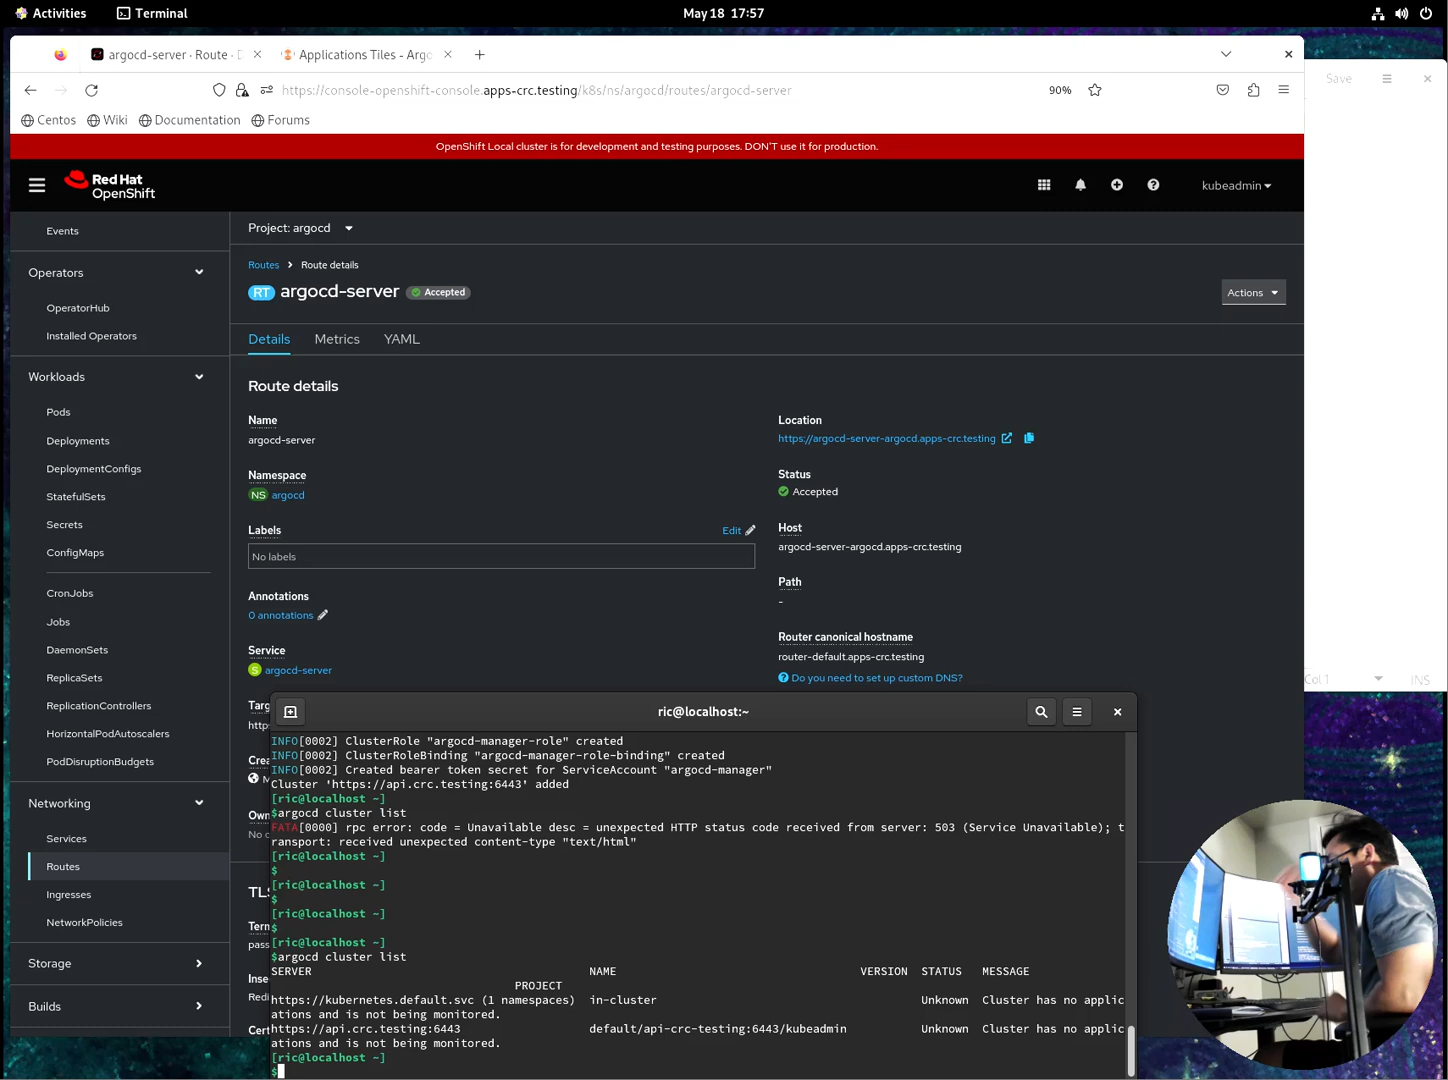 Activities
Terminal
May 18 17:57
argocd-server · Route ·
Applications Tiles - Argo
https://console-openshift-console.apps-crc.testing/k8s/ns/argocd/routes/argocd-server
90%
Save
Centos
Wiki
Documentation
Forums
OpenShift Local cluster is for development and testing purposes. DON'T use it for production.
Red Hat
OpenShift
kubeadmin
Events
Operators
OperatorHub
Installed Operators
Workloads
Pods
Deployments
DeploymentConfigs
StatefulSets
Secrets
ConfigMaps
CronJobs
Jobs
DaemonSets
ReplicaSets
ReplicationControllers
HorizontalPodAutoscalers
PodDisruptionBudgets
Networking
Services
Routes
Ingresses
NetworkPolicies
Storage
Builds
Project: argocd
Routes > Route details
RT argocd-server Accepted
Actions
Details Metrics YAML
Route details
Name
argocd-server
Namespace
NS argocd
Labels
Edit
No labels
Annotations
0 annotations
Service
S argocd-server
Location
https://argocd-server-argocd.apps-crc.testing
Status
Accepted
Host
argocd-server-argocd.apps-crc.testing
Path
-
Router canonical hostname
router-default.apps-crc.testing
Do you need to set up custom DNS?
Col 1
INS
ric@localhost:~
INFO[0002] ClusterRole "argocd-manager-role" created
INFO[0002] ClusterRoleBinding "argocd-manager-role-binding" created
INFO[0002] Created bearer token secret for ServiceAccount "argocd-manager"
Cluster 'https://api.crc.testing:6443' added
[ric@localhost ~]
$argocd cluster list
FATA[0000] rpc error: code = Unavailable desc = unexpected HTTP status code received from server: 503 (Service Unavailable); t
ransport: received unexpected content-type "text/html"
[ric@localhost ~]
$
[ric@localhost ~]
$
[ric@localhost ~]
$
[ric@localhost ~]
$argocd cluster list
SERVER NAME VERSION STATUS MESSAGE
PROJECT
https://kubernetes.default.svc (1 namespaces) in-cluster Unknown Cluster has no applic
ations and is not being monitored.
https://api.crc.testing:6443 default/api-crc-testing:6443/kubeadmin Unknown Cluster has no applic
ations and is not being monitored.
[ric@localhost ~]
$